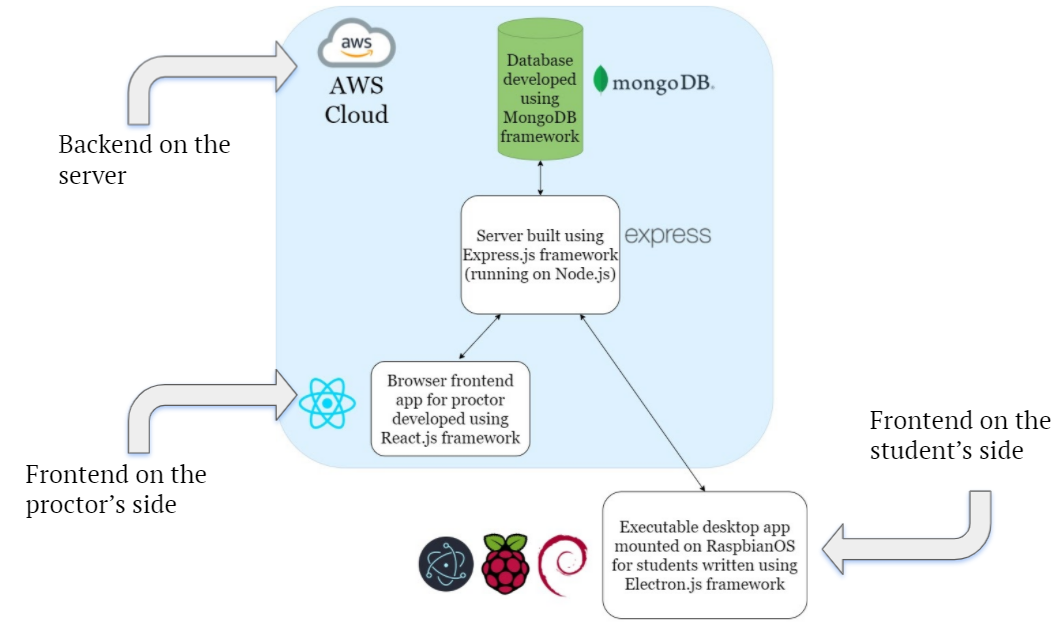 aws
AWS
Cloud
Database
developed
using
MongoDB
framework
mongoDB.
Backend on the
server
Server built using
Express.js framework
(running on Node.js)
express
Browser frontend
app for proctor
developed using
React.js framework
Frontend on the
proctor’s side
Frontend on the
student’s side
Executable desktop app
mounted on RaspbianOS
for students written using
Electron.js framework